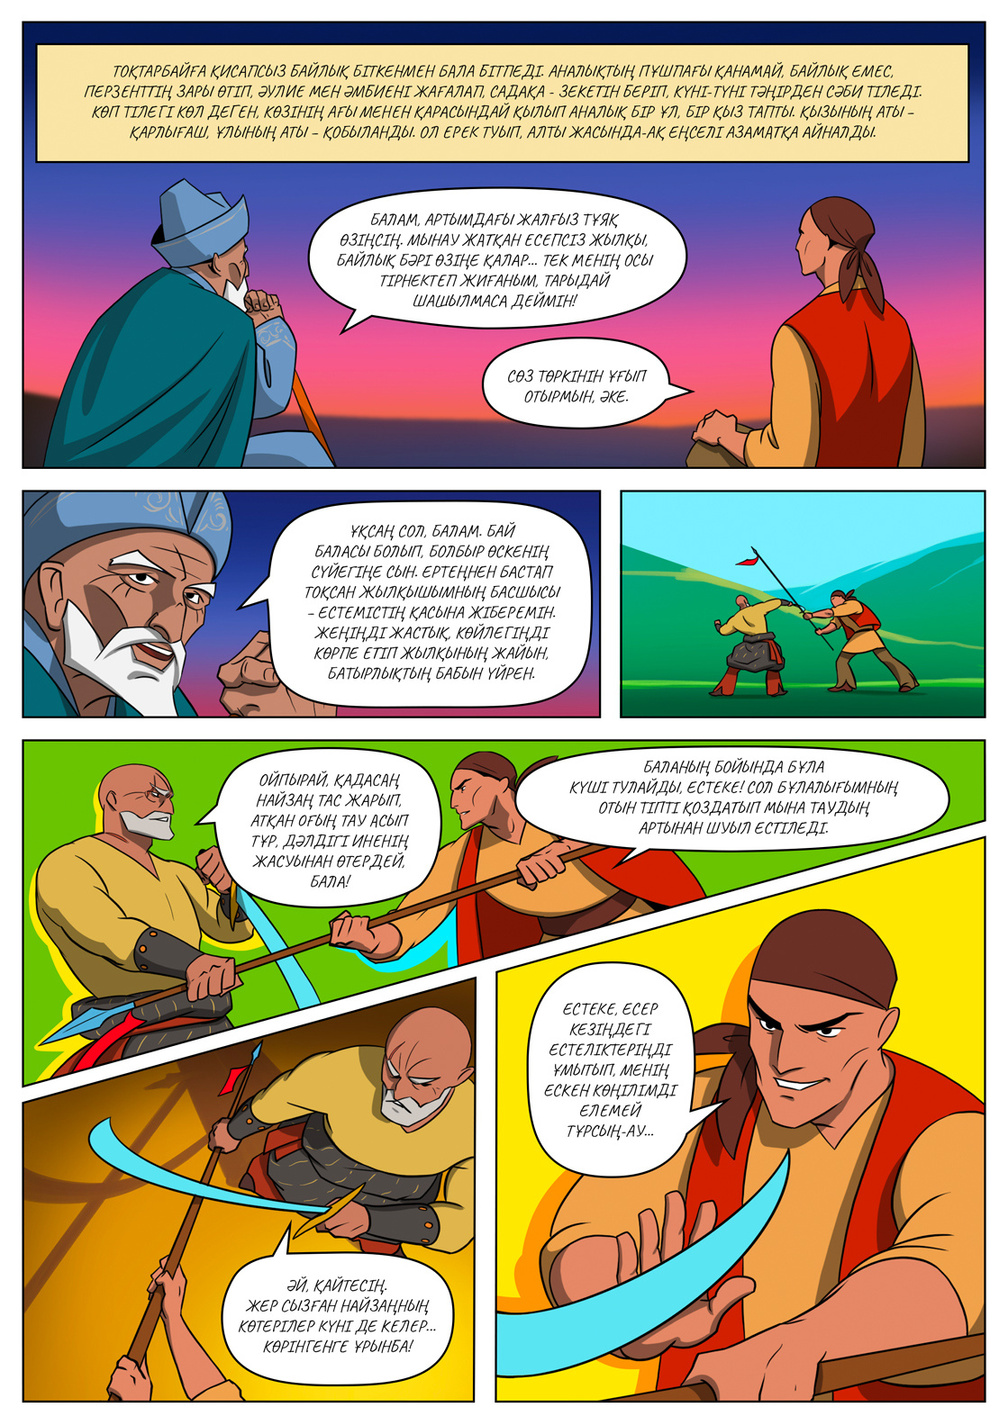 ТОҚТАРБАЙҒА ҚИСАПСЫЗ БАЙЛЫҚ БІТКЕНМЕН БАЛА БІТПЕДІ. АНАЛЫҚТЫҢ ПҰШПАҒЫ ҚАНАМАЙ, БАЙЛЫҚ ЕМЕС,
ПЕРЗЕНТТІҢ ЗАРЫ ӨТІП, ӘУЛИЕ МЕН ӘМБИЕНІ ЖАҒАЛАП, САДАҚА - ЗЕКЕТІН БЕРІП, КҮНІ-ТҮНІ ТӘҢІРДЕН СӘБИ ТІЛЕДІ.
КӨП ТІЛЕГІ КӨЛ ДЕГЕН, КӨЗІНІҢ АҒЫ МЕНЕН ҚАРАСЫНДАЙ ҚЫЛЫП АНАЛЫҚ БІР ҰЛ, БІР ҚЫЗ ТАПТЫ. ҚЫЗЫНЫҢ АТЫ –
ҚАРЛЫҒАШ, ҰЛЫНЫҢ АТЫ – ҚОБЫЛАНДЫ. ОЛ ЕРЕК ТУЫП, АЛТЫ ЖАСЫНДА-АҚ ЕҢСЕЛІ АЗАМАТҚА АЙНАЛДЫ.
БАЛАМ, АРТЫМДАҒЫ ЖАЛҒЫЗ ТҰЯҚ
ӨЗІҢСІҢ. МЫНАУ ЖАТҚАН ЕСЕПСІЗ ЖЫЛҚЫ,
БАЙЛЫҚ БӘРІ ӨЗІҢЕ ҚАЛАР... ТЕК МЕНІҢ ОСЫ
ТІРНЕКТЕП ЖИҒАНЫМ, ТАРЫДАЙ
ШАШЫЛМАСА ДЕЙМІН!
СӨЗ ТӨРКІНІН ҰҒЫП
ОТЫРМЫН, ӘКЕ.
ҰҚСАҢ СОЛ, БАЛАМ. БАЙ
БАЛАСЫ БОЛЫП, БОЛБЫР ӨСКЕНІҢ
СҮЙЕГІҢЕ СЫН. ЕРТЕҢНЕН БАСТАП
ТОҚСАН ЖЫЛҚЫШЫМНЫҢ БАСШЫСЫ
– ЕСТЕМІСТІҢ ҚАСЫНА ЖІБЕРЕМІН.
ЖЕҢІҢДІ ЖАСТЫҚ, КӨЙЛЕГІҢДІ
КӨРПЕ ЕТІП ЖЫЛҚЫНЫҢ ЖАЙЫН,
БАТЫРЛЫҚТЫҢ БАБЫН ҮЙРЕН.
ОЙПЫРАЙ, ҚАДАСАҢ
НАЙЗАҢ ТАС ЖАРЫП,
АТҚАН ОҒЫҢ ТАУ АСЫП
ТҰР, ДӘЛДІГІ ИНЕНІҢ
ЖАСУЫНАН ӨТЕРДЕЙ,
БАЛА!
БАЛАНЫҢ БОЙЫНДА БҰЛА
КҮШІ ТУЛАЙДЫ, ЕСТЕКЕ! СОЛ БҰЛАЛЫҒЫМНЫҢ
ОТЫН ТІПТІ ҚОЗДАТЫП МЫНА ТАУДЫҢ
АРТЫНАН ШУЫЛ ЕСТІЛЕДІ.
ЕСТЕКЕ, ЕСЕР
КЕЗІҢДЕГІ
ЕСТЕЛІКТЕРІҢДІ
ҰМЫТЫП, МЕНІҢ
ЕСКЕН КӨҢІЛІМДІ
ЕЛЕМЕЙ
ТҰРСЫҢ-АУ...
ӘЙ, ҚАЙТЕСІҢ.
ЖЕР СЫЗҒАН НАЙЗАҢНЫҢ
КӨТЕРІЛЕР КҮНІ ДЕ КЕЛЕР...
КӨРІНГЕНГЕ ҰРЫНБА!